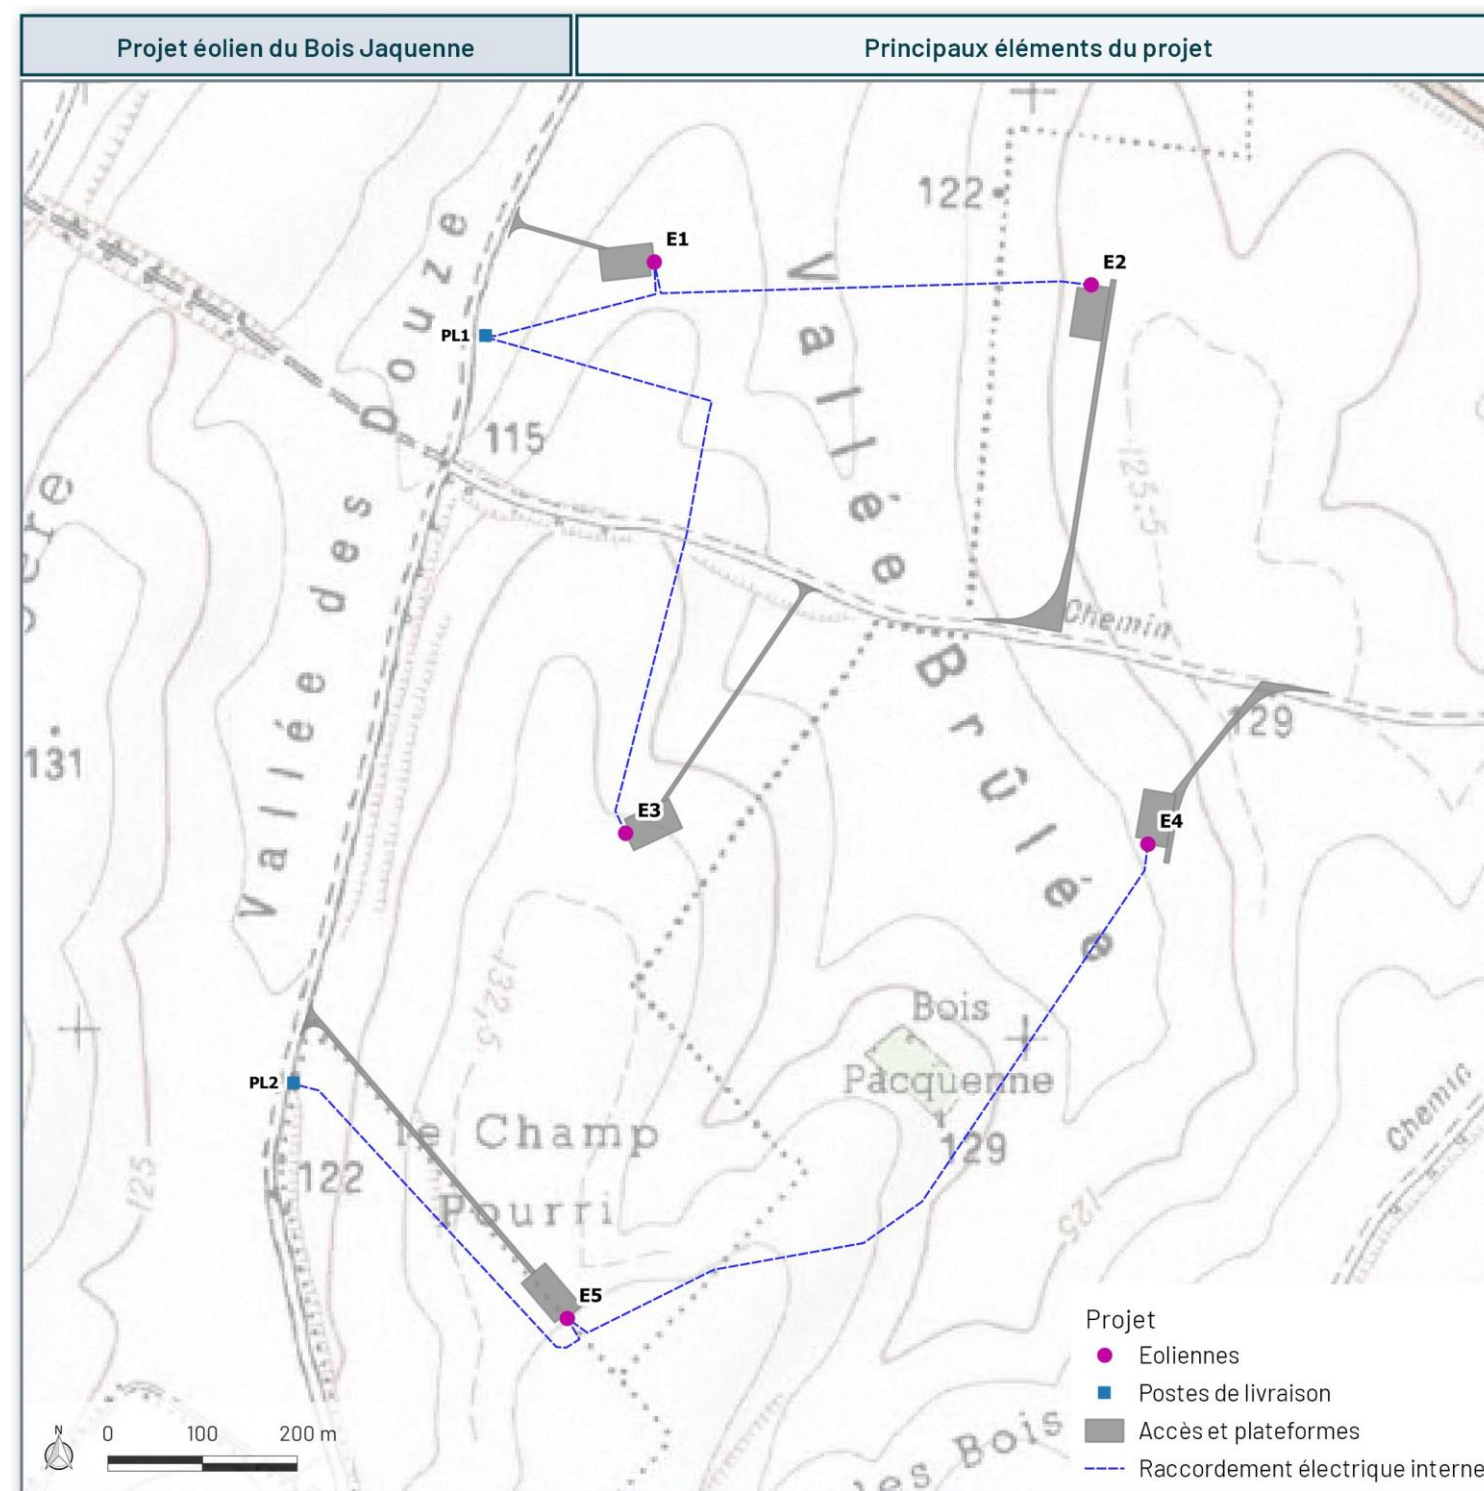 Projet éolien du Bois Jaquenne
Principaux éléments du projet
122
E1
E2
PL1
Vallée des Douze
115
125.5
Vallée Brûlée
Chemin
129
131
E3
E4
132,5
Bois
Pacquenne
129
PL2
le Champ
Pourri
122
125
125
Chemin
E5
les Bois
Projet
Eoliennes
Postes de livraison
Accès et plateformes
Raccordement électrique interne
N
0 100 200 m